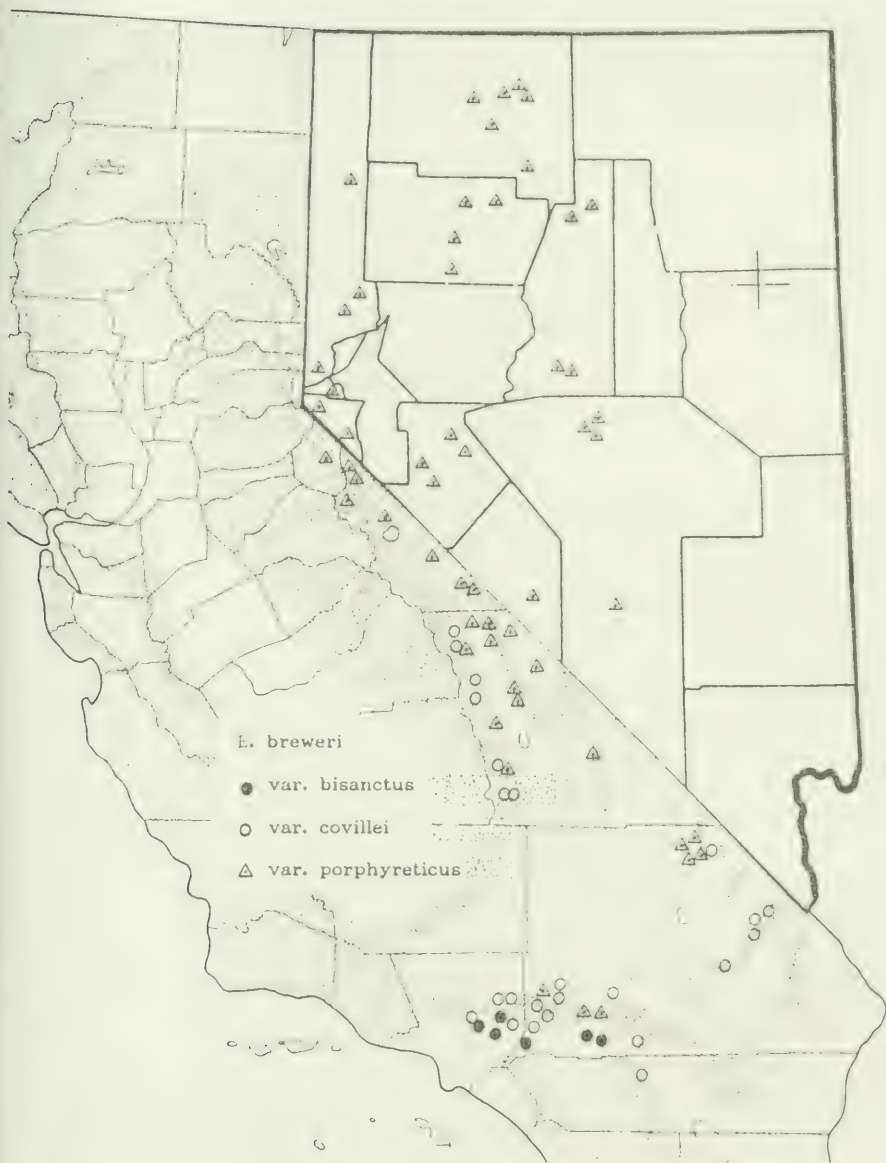 E. breweri
var. bisanctus
var. covillei
var. porphyreticus